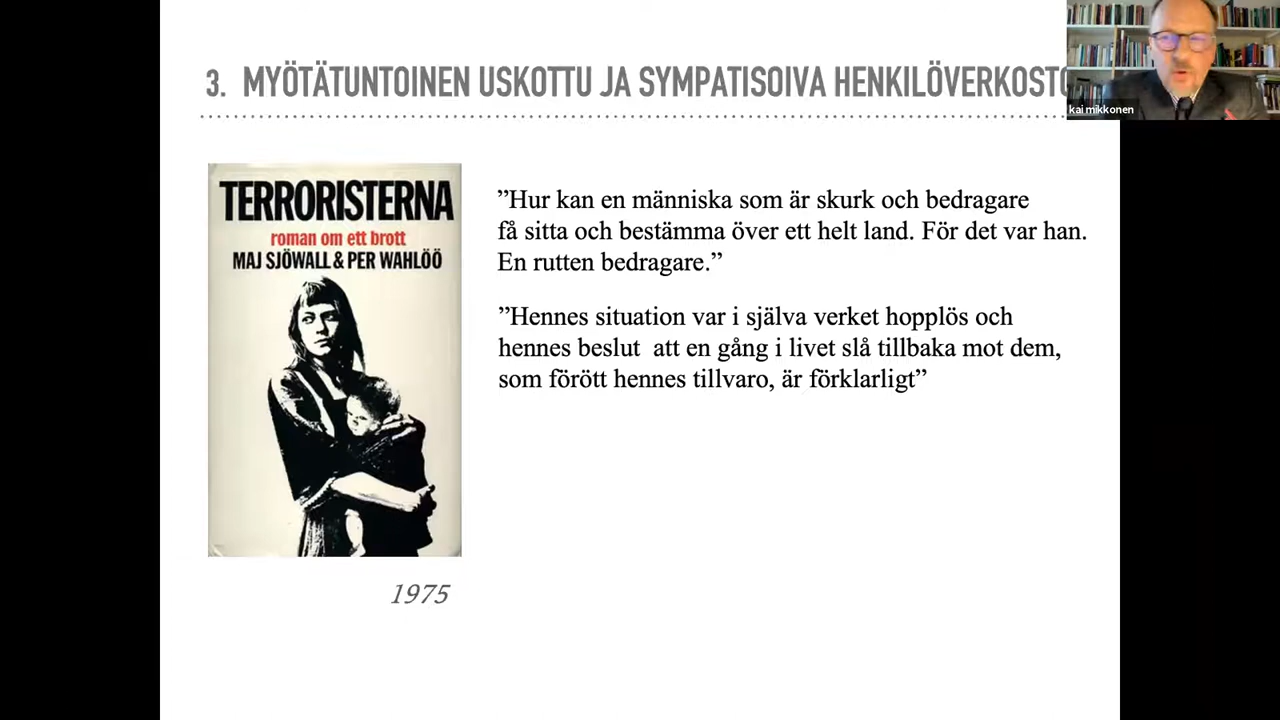 3. MYÖTÄTUNTOINEN USKOTTU JA SYMPATISOIVA HENKILÖVERKOSTO
kai mikkonen
TERRORISTERNA
roman om ett brott
MAJ SJÖWALL & PER WAHLÖÖ
”Hur kan en människa som är skurk och bedragare
få sitta och bestämma över ett helt land. För det var han.
En rutten bedragare.”
”Hennes situation var i själva verket hopplös och
hennes beslut att en gång i livet slå tillbaka mot dem,
som förött hennes tillvaro, är förklarligt”
1975